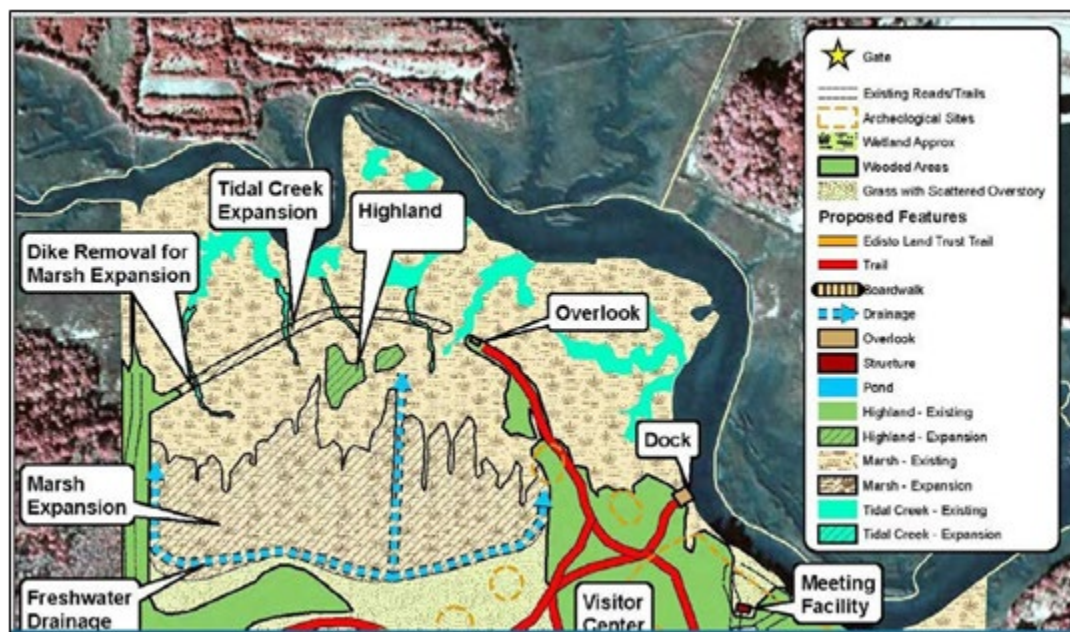 Tidal Creek
Expansion
Highland
Dike Removal for
Marsh Expansion
Overlook
Dock
Marsh
Expansion
Freshwater
Drainage
Visitor
Center
Meeting
Facility
Gate
Existing Roads/Trails
Archeological Sites
Wetland Approx
Wooded Areas
Grass with Scattered Overstory
Proposed Features
Edisto Land Trust Trail
Trail
Boardwalk
Drainage
Overlook
Structure
Pond
Highland - Existing
Highland - Expansion
Marsh - Existing
Marsh - Expansion
Tidal Creek - Existing
Tidal Creek - Expansion